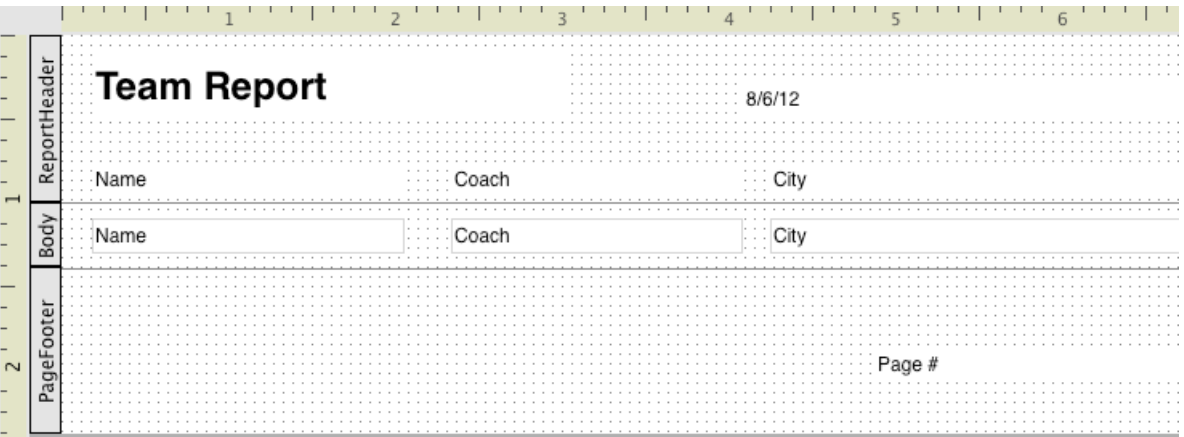 1 2 3 4 5 6
ReportHeader
Team Report
8/6/12
Name Coach City
1
Body
Name Coach City
PageFooter
2
Page #